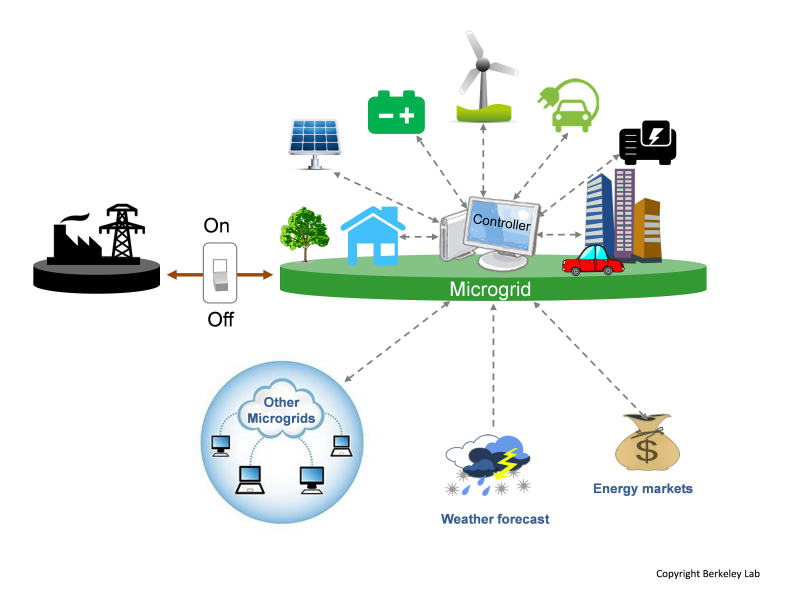 On
Off
Controller
Microgrid
Other
Microgrids
$
Energy markets
Weather forecast
Copyright Berkeley Lab